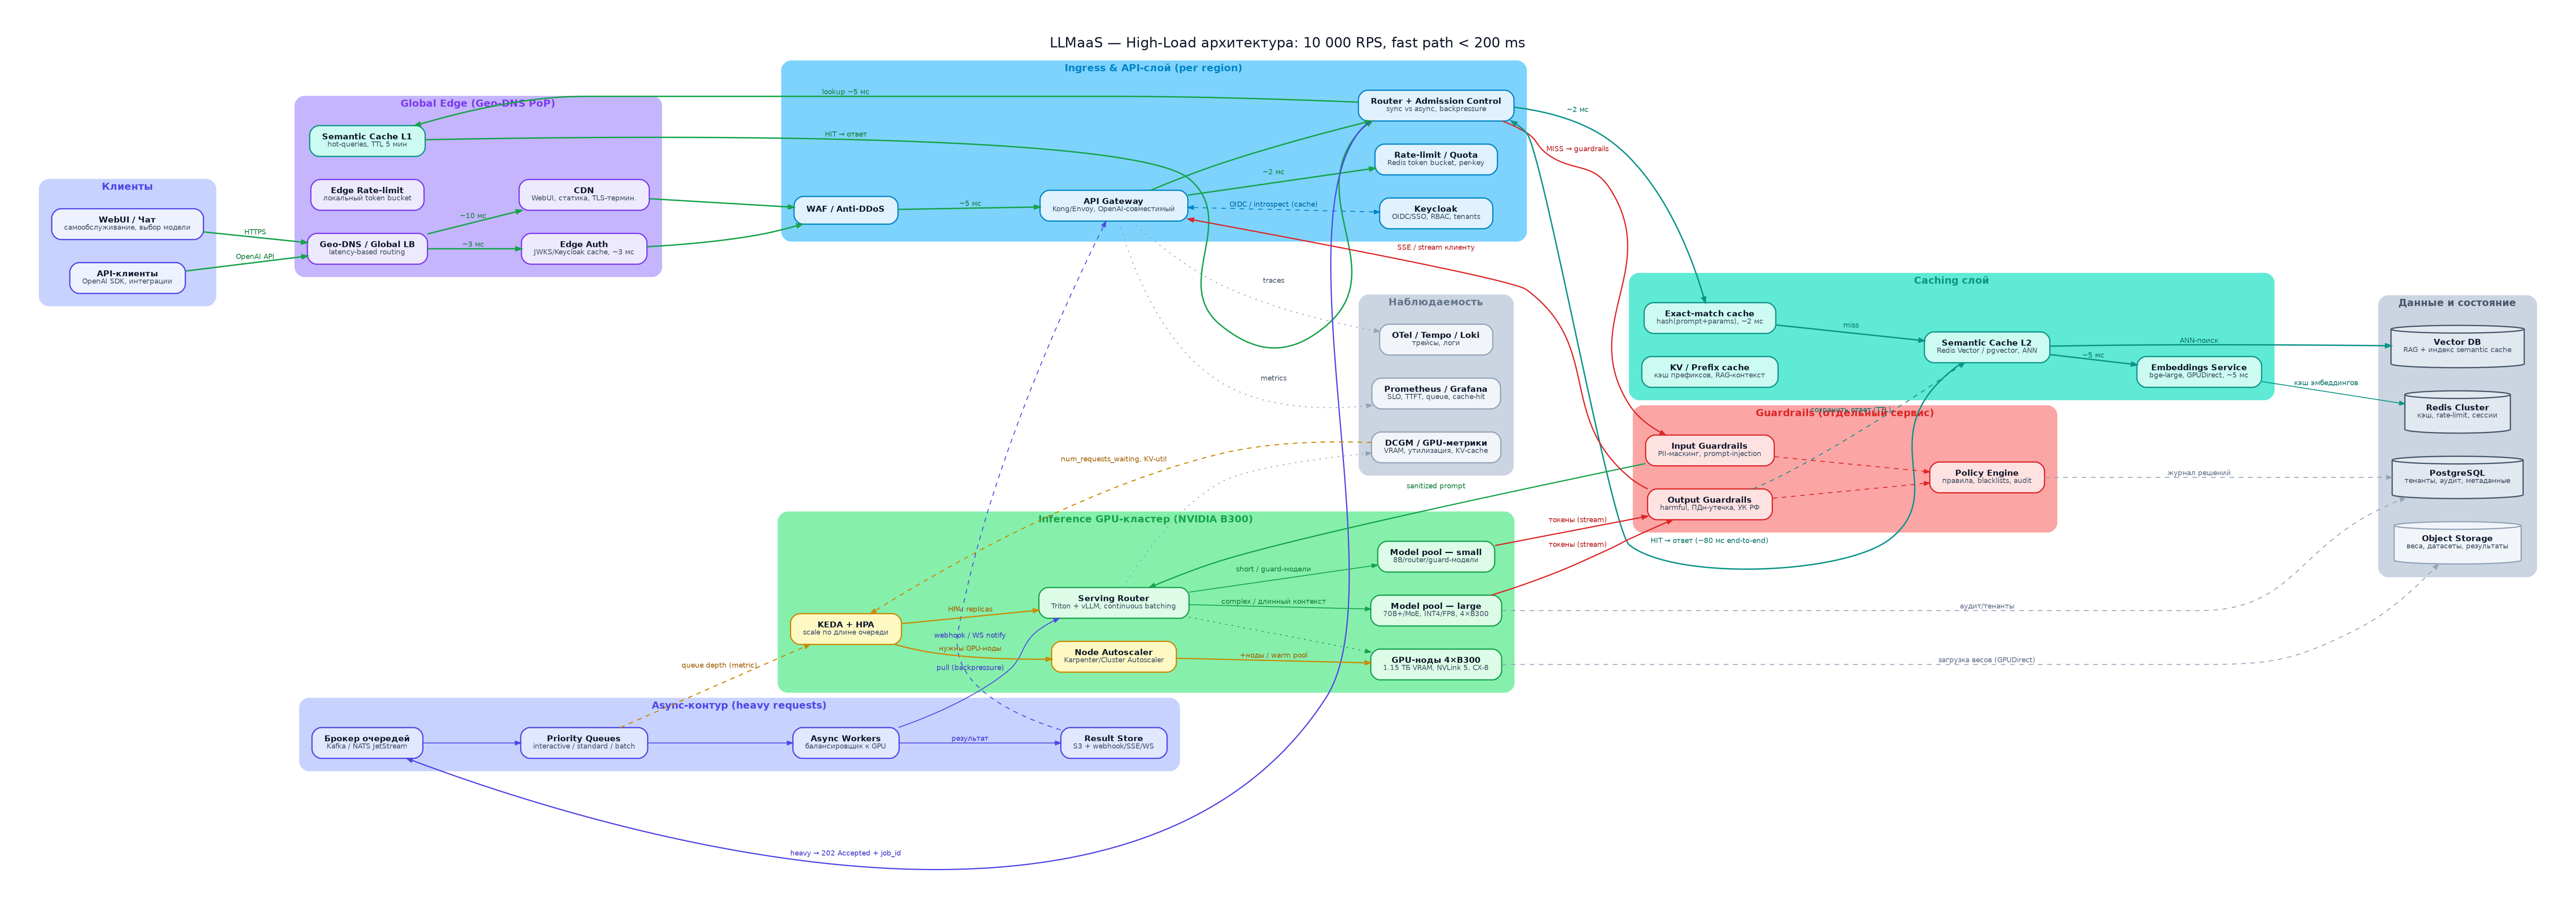 LLMaaS — High-Load архитектура: 10 000 RPS, fast path < 200 ms
Клиенты
WebUI / Чат
самообслуживание, выбор модели
API-клиенты
OpenAI SDK, интеграции
HTTPS
OpenAI API
Global Edge (Geo-DNS PoP)
Semantic Cache L1
hot-queries, TTL 5 мин
Edge Rate-limit
локальный token bucket
Geo-DNS / Global LB
latency-based routing
~10 мс
~3 мс
CDN
WebUI, статика, TLS-термин.
Edge Auth
JWKS/Keycloak cache, ~3 мс
Ingress & API-слой (per region)
lookup ~5 мс
HIT → ответ
WAF / Anti-DDoS
~5 мс
API Gateway
Kong/Envoy, OpenAI-совместимый
~2 мс
OIDC / introspect (cache)
Router + Admission Control
sync vs async, backpressure
Rate-limit / Quota
Redis token bucket, per-key
Keycloak
OIDC/SSO, RBAC, tenants
SSE / stream клиенту
~2 мс
MISS → guardrails
traces
metrics
Наблюдаемость
OTel / Tempo / Loki
трейсы, логи
Prometheus / Grafana
SLO, TTFT, queue, cache-hit
DCGM / GPU-метрики
VRAM, утилизация, KV-cache
num_requests_waiting, KV-util
sanitized prompt
Caching слой
Exact-match cache
hash(prompt+params), ~2 мс
KV / Prefix cache
кэш префиксов, RAG-контекст
miss
Semantic Cache L2
Redis Vector / pgvector, ANN
~5 мс
Embeddings Service
bge-large, GPUDirect, ~5 мс
ANN-поиск
кэш эмбеддингов
Guardrails (отдельный сервис)
сохранить ответ (TTL)
Input Guardrails
PII-маскинг, prompt-injection
Output Guardrails
harmful, ПДн-утечка, УК РФ
Policy Engine
правила, blacklists, audit
журнал решений
HIT → ответ (~80 мс end-to-end)
Данные и состояние
Vector DB
RAG + индекс semantic cache
Redis Cluster
кэш, rate-limit, сессии
PostgreSQL
тенанты, аудит, метаданные
Object Storage
веса, датасеты, результаты
Inference GPU-кластер (NVIDIA B300)
KEDA + HPA
scale по длине очереди
HPA: replicas
webhook / WS notify
нужны GPU-ноды
pull (backpressure)
Serving Router
Triton + vLLM, continuous batching
Node Autoscaler
Karpenter/Cluster Autoscaler
short / guard-модели
complex / длинный контекст
+ноды / warm pool
Model pool — small
8B/router/guard-модели
Model pool — large
70B+/MoE, INT4/FP8, 4×B300
GPU-ноды 4×B300
1.15 ТБ VRAM, NVLink 5, CX-8
токены (stream)
токены (stream)
аудит/тенанты
загрузка весов (GPUDirect)
queue depth (metric)
Async-контур (heavy requests)
Брокер очередей
Kafka / NATS JetStream
Priority Queues
interactive / standard / batch
Async Workers
балансировщик к GPU
результат
Result Store
S3 + webhook/SSE/WS
heavy → 202 Accepted + job_id